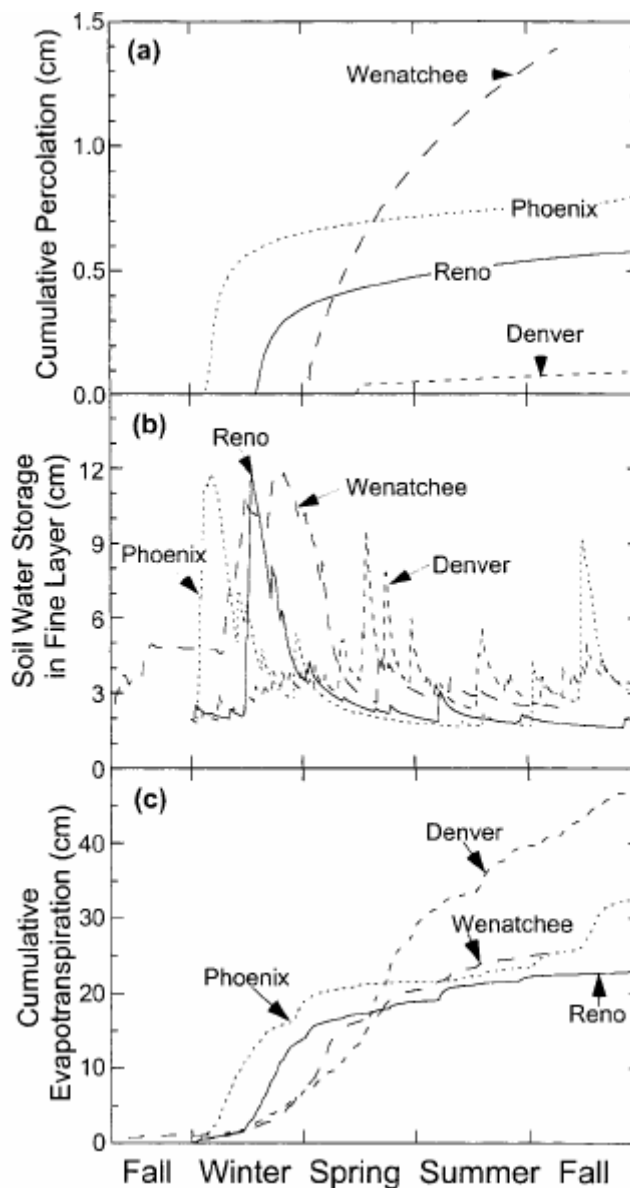 (a)
Cumulative Percolation (cm)
1.5
1.0
0.5
0.0
Wenatchee
Phoenix
Reno
Denver
(b)
Soil Water Storage
in Fine Layer (cm)
12
9
6
3
0
Reno
Wenatchee
Phoenix
Denver
(c)
Cumulative
Evapotranspiration (cm)
40
30
20
10
0
Denver
Wenatchee
Phoenix
Reno
Fall Winter Spring Summer Fall